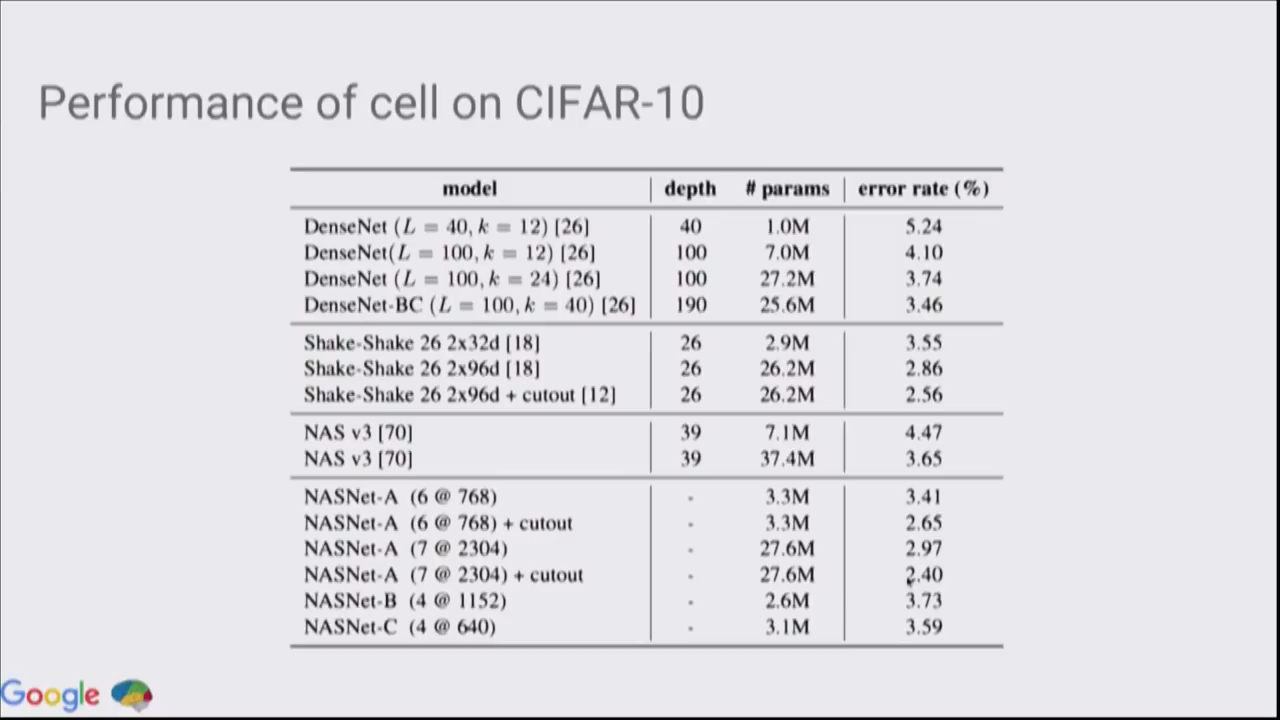 Performance of cell on CIFAR-10
model depth # params error rate (%)
DenseNet (L = 40, k = 12) [26] 40 1.0M 5.24
DenseNet(L = 100, k = 12) [26] 100 7.0M 4.10
DenseNet (L = 100, k = 24) [26] 100 27.2M 3.74
DenseNet-BC (L = 100, k = 40) [26] 190 25.6M 3.46
Shake-Shake 26 2x32d [18] 26 2.9M 3.55
Shake-Shake 26 2x96d [18] 26 26.2M 2.86
Shake-Shake 26 2x96d + cutout [12] 26 26.2M 2.56
NAS v3 [70] 39 7.1M 4.47
NAS v3 [70] 39 37.4M 3.65
NASNet-A (6 @ 768) - 3.3M 3.41
NASNet-A (6 @ 768) + cutout - 3.3M 2.65
NASNet-A (7 @ 2304) - 27.6M 2.97
NASNet-A (7 @ 2304) + cutout - 27.6M 2.40
NASNet-B (4 @ 1152) - 2.6M 3.73
NASNet-C (4 @ 640) - 3.1M 3.59
Google